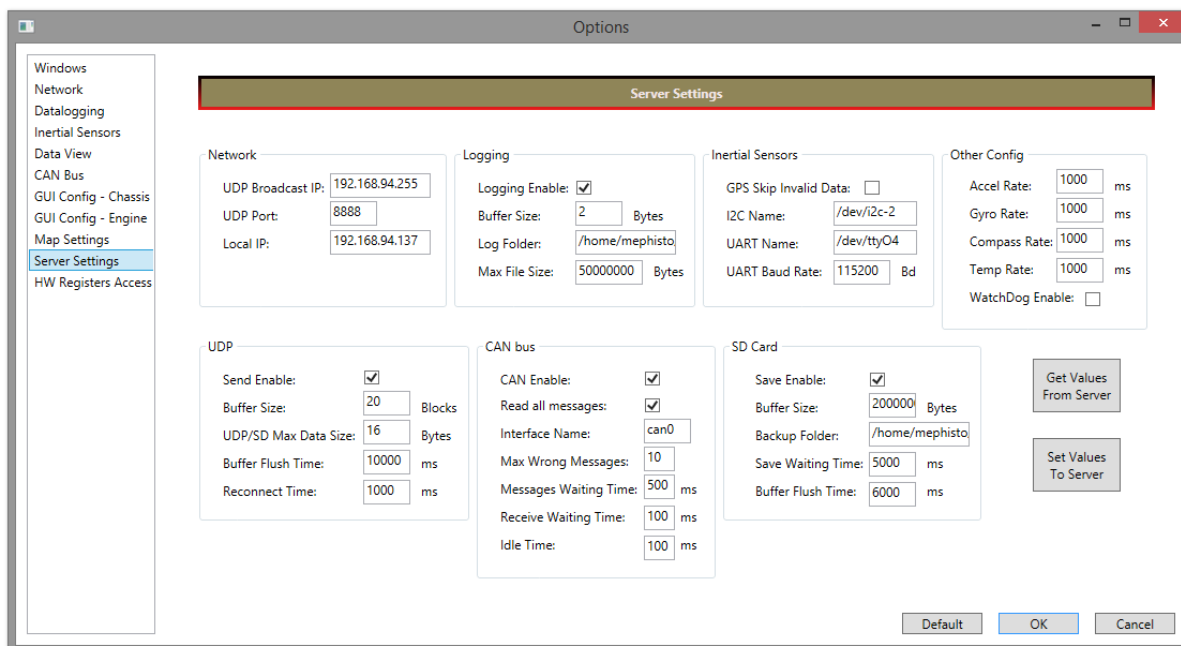 Options
Windows
Network
Datalogging
Inertial Sensors
Data View
CAN Bus
GUI Config - Chassis
GUI Config - Engine
Map Settings
Server Settings
HW Registers Access
Server Settings
Network
UDP Broadcast IP: 192.168.94.255
UDP Port: 8888
Local IP: 192.168.94.137
Logging
Logging Enable:
Buffer Size: 2 Bytes
Log Folder: /home/mephisto
Max File Size: 50000000 Bytes
Inertial Sensors
GPS Skip Invalid Data:
I2C Name: /dev/i2c-2
UART Name: /dev/ttyO4
UART Baud Rate: 115200 Bd
Other Config
Accel Rate: 1000 ms
Gyro Rate: 1000 ms
Compass Rate: 1000 ms
Temp Rate: 1000 ms
WatchDog Enable:
UDP
Send Enable:
Buffer Size: 20 Blocks
UDP/SD Max Data Size: 16 Bytes
Buffer Flush Time: 10000 ms
Reconnect Time: 1000 ms
CAN bus
CAN Enable:
Read all messages:
Interface Name: can0
Max Wrong Messages: 10
Messages Waiting Time: 500 ms
Receive Waiting Time: 100 ms
Idle Time: 100 ms
SD Card
Save Enable:
Buffer Size: Bytes
Backup Folder: /home/mephisto
Save Waiting Time: 5000 ms
Buffer Flush Time: 6000 ms
Get Values
From Server
Set Values
To Server
Default
OK
Cancel